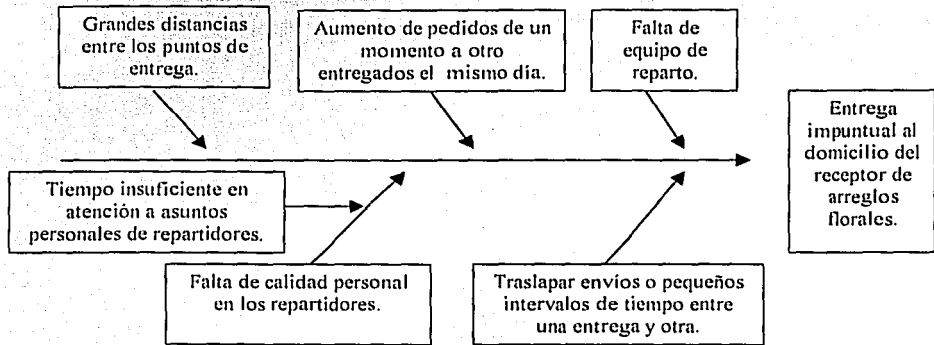 Grandes distancias
entre los puntos de
entrega.
Aumento de pedidos de un
momento a otro
entregados el mismo día.
Falta de
equipo de
reparto.
Entrega
impuntual al
domicilio del
receptor de
arreglos
florales.
Tiempo insuficiente en
atención a asuntos
personales de repartidores.
Falta de calidad personal
en los repartidores.
Traslapar envíos o pequeños
intervalos de tiempo entre
una entrega y otra.